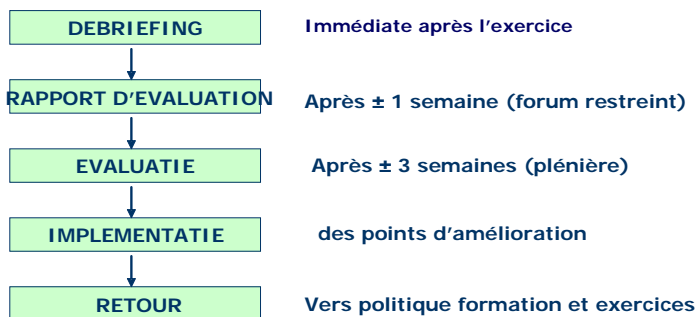 DEBRIEFING Immédiate après l'exercice
RAPPORT D'EVALUATION Après ± 1 semaine (forum restreint)
EVALUATIE Après ± 3 semaines (plénière)
IMPLEMENTATIE des points d'amélioration
RETOUR Vers politique formation et exercices